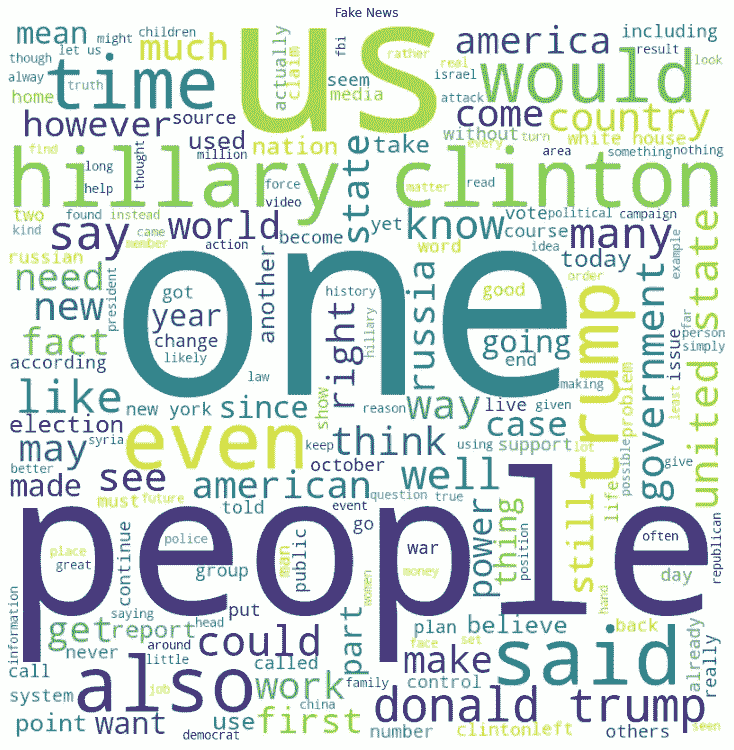 Fake News
mean
though
let us
might
children
much
us
actually
claim
fbi
rather
real
america
israel
including
result
look
alway
truth
time
seem
media
attack
would
home
however
source
used
nation
take
come
without
turn
every
country
white house
find
long
thought
million
hillary clinton
help
force
video
matter
read
area
something
nothing
two
kind
found
instead
say
came
world
member
action
become
state
yet
know
word
vote
course
political
campaign
idea
many
example
russian
need
new
president
one
got
year
change
likely
another
history
hillary
right
russia
good
going
end
today
order
government
issue
far
person
simply
united state
fact
according
law
making
like
new york
since
show
reason
way
live
given
trump
problem
least
election
syria
even
keep
think
using
case
support
lot
possible
give
may
better
see
october
well
life
made
must
future
american
told
question
true
event
still
people
place
great
continue
police
group
man
public
go
war
money
power
thing
position
often
day
republican
information
get
saying
report
put
head
women
part
plan
believe
hand
back
already
really
never
around
little
could
called
make
face
set
said
call
system
also
job
work
family
control
point
want
use
first
china
donald trump
democrat
number
clintonleft
others
seen